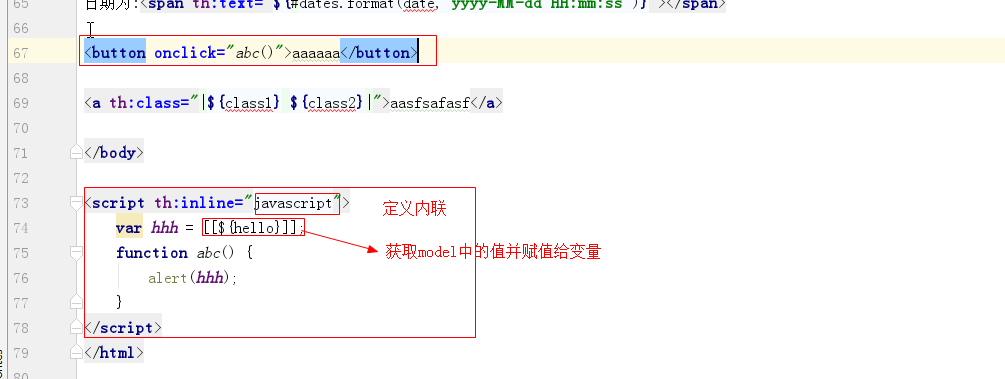 65 日期为:<span th:text="${#dates.format(date, 'yyyy-MM-dd HH:mm:ss')}"></span>
66
67 <button onclick="abc()">aaaaaa</button>
68
69 <a th:class="|${class1} ${class2}|">aasfsafasf</a>
70
71 </body>
72
73 <script th:inline="javascript"> 定义内联
74 var hhh = [[${hello}]];
75 function abc() { 获取model中的值并赋值给变量
76 alert(hhh);
77 }
78 </script>
79 </html>